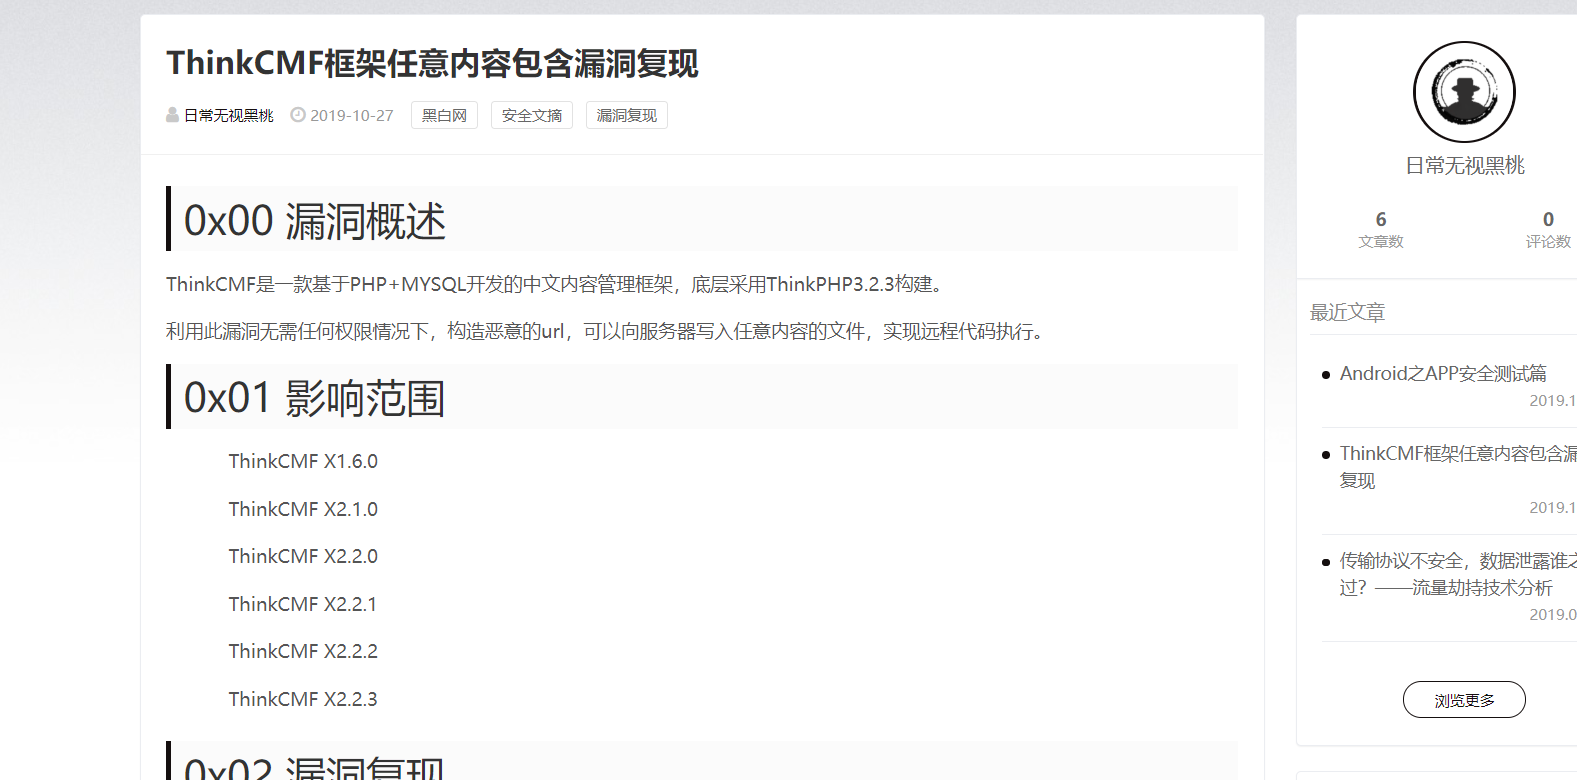 ThinkCMF框架任意内容包含漏洞复现
日常无视黑桃 2019-10-27 黑白网 安全文摘 漏洞复现
0x00 漏洞概述
ThinkCMF是一款基于PHP+MYSQL开发的中文内容管理框架，底层采用ThinkPHP3.2.3构建。
利用此漏洞无需任何权限情况下，构造恶意的url，可以向服务器写入任意内容的文件，实现远程代码执行。
0x01 影响范围
ThinkCMF X1.6.0
ThinkCMF X2.1.0
ThinkCMF X2.2.0
ThinkCMF X2.2.1
ThinkCMF X2.2.2
ThinkCMF X2.2.3
0x02 漏洞复现
日常无视黑桃
6 0
文章数 评论数
最近文章
Android之APP安全测试篇
2019.1
ThinkCMF框架任意内容包含漏
复现
2019.1
传输协议不安全，数据泄露谁之
过？——流量劫持技术分析
2019.0
浏览更多